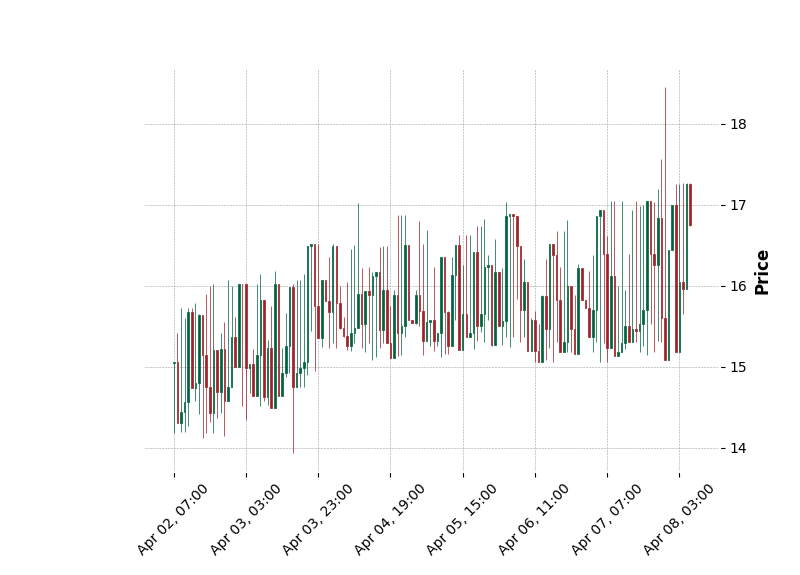 18
17
16
15
14
Price
Apr 02, 07:00
Apr 03, 03:00
Apr 03, 23:00
Apr 04, 19:00
Apr 05, 15:00
Apr 06, 11:00
Apr 07, 07:00
Apr 08, 03:00